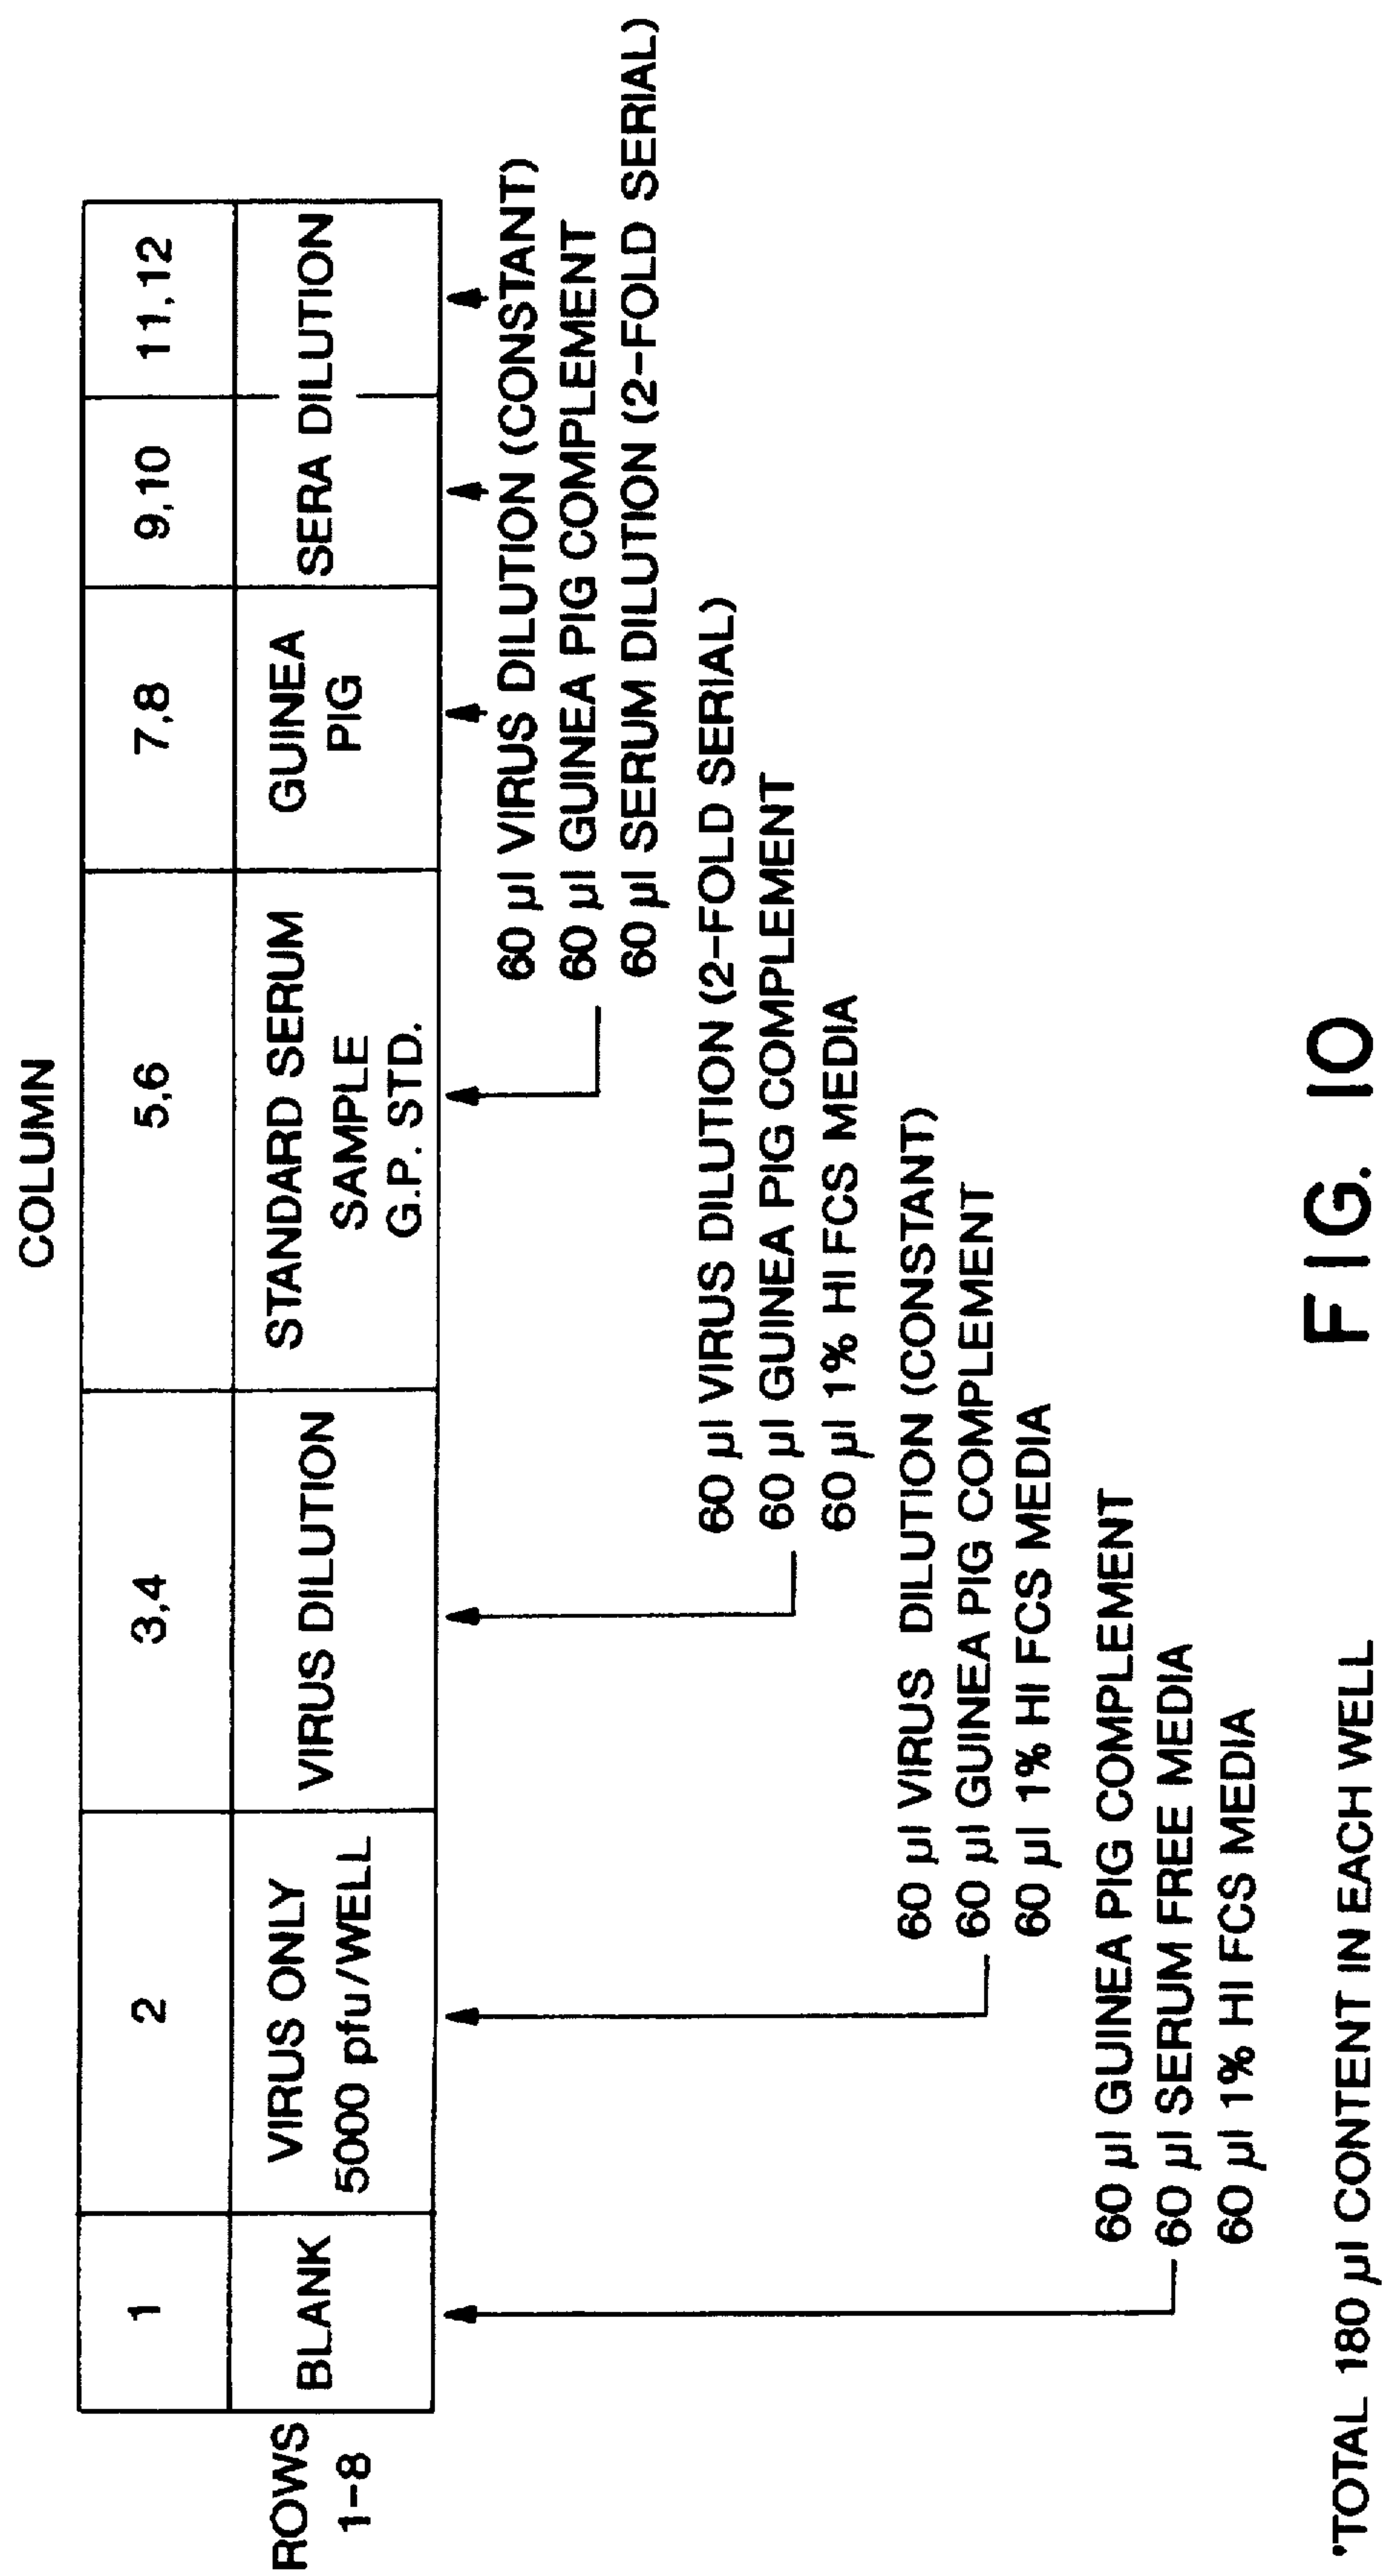 COLUMN
1
2
3,4
5,6
7,8
9,10
11,12
ROWS
1-8
BLANK
VIRUS ONLY
5000 pfu/WELL
VIRUS DILUTION
STANDARD SERUM
SAMPLE
G.P. STD.
GUINEA
PIG
SERA DILUTION
60 µl VIRUS DILUTION (CONSTANT)
60 µl GUINEA PIG COMPLEMENT
60 µl SERUM DILUTION (2-FOLD SERIAL)
60 µl VIRUS DILUTION (2-FOLD SERIAL)
60 µl GUINEA PIG COMPLEMENT
60 µl 1% HI FCS MEDIA
60 µl VIRUS DILUTION (CONSTANT)
60 µl GUINEA PIG COMPLEMENT
60 µl 1% HI FCS MEDIA
60 µl GUINEA PIG COMPLEMENT
60 µl SERUM FREE MEDIA
60 µl 1% HI FCS MEDIA
*TOTAL 180 µl CONTENT IN EACH WELL
FIG. 10